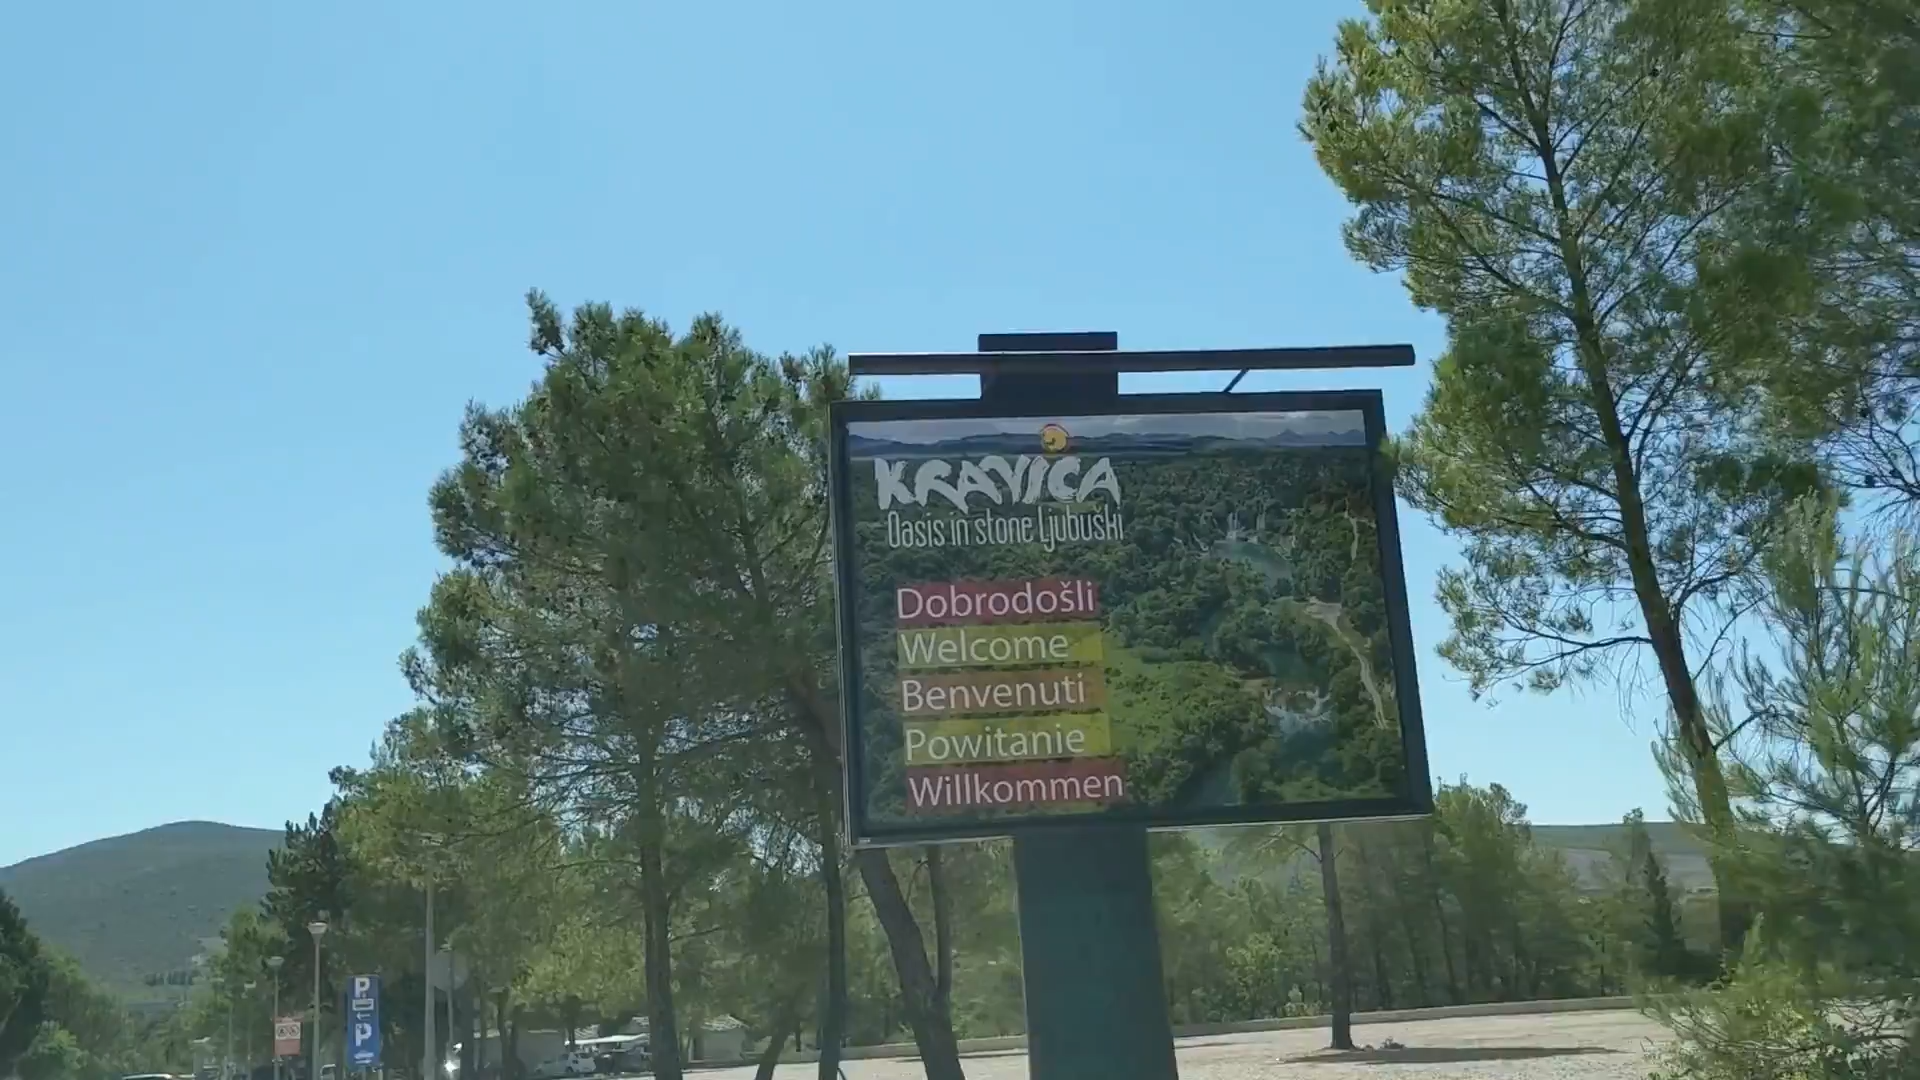 KRAVICA
Oasis in stone Ljubuški
Dobrodošli
Welcome
Benvenuti
Powitanie
Willkommen
P
P